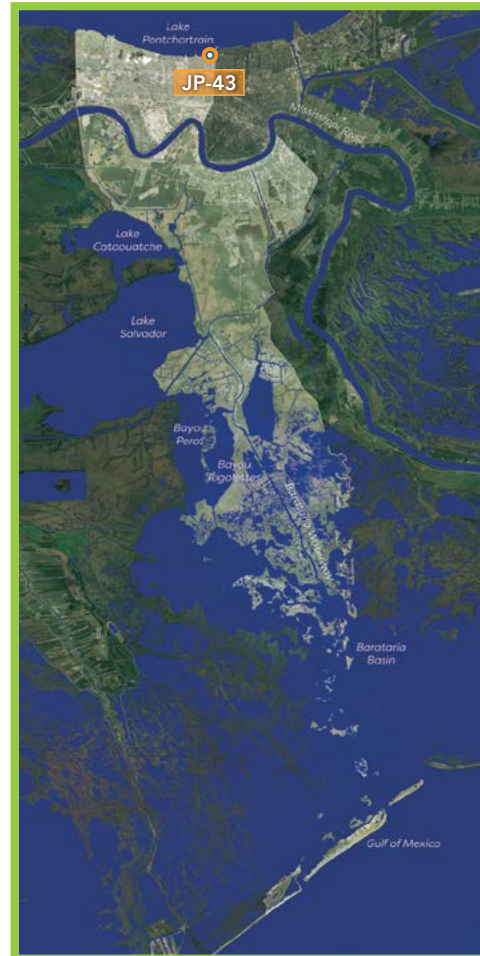 Lake
Pontchartrain
JP-43
Mississippi River
Lake
Cataouatche
Lake
Salvador
Bayou
Perot
Bayou
Rigolettes
Barataria Waterway
Barataria
Basin
Gulf of Mexico